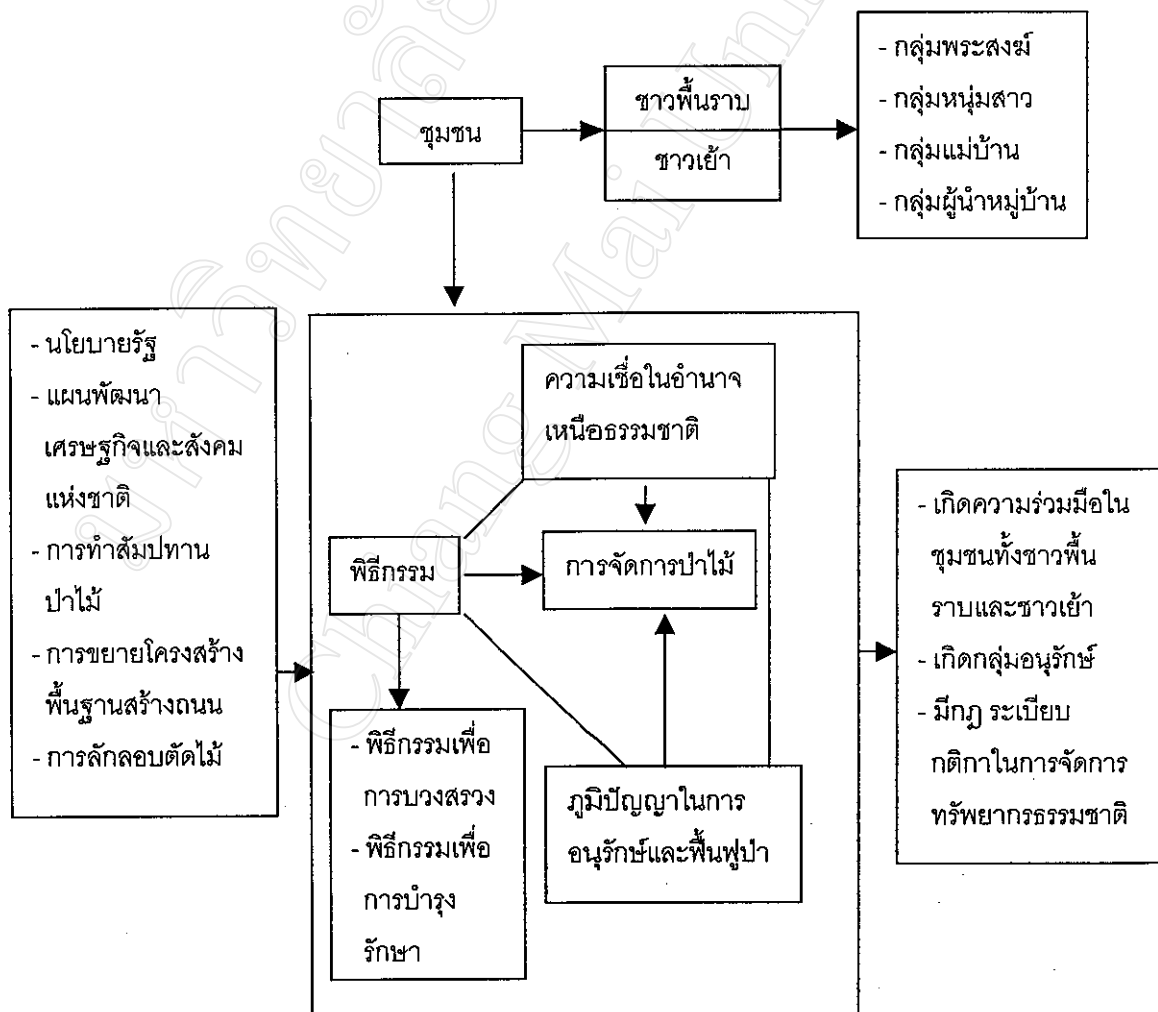 ชุมชน
ชาวพื้นราบ
ชาวเย้า
- กลุ่มพระสงฆ์
- กลุ่มหนุ่มสาว
- กลุ่มแม่บ้าน
- กลุ่มผู้นำหมู่บ้าน
- นโยบายรัฐ
- แผนพัฒนา
เศรษฐกิจและสังคม
แห่งชาติ
- การทำสัมปทาน
ป่าไม้
- การขยายโครงสร้าง
พื้นฐานสร้างถนน
- การลักลอบตัดไม้
ความเชื่อในอำนาจ
เหนือธรรมชาติ
พิธีกรรม
การจัดการป่าไม้
- พิธีกรรมเพื่อ
การบวงสรวง
- พิธีกรรมเพื่อ
การบำรุง
รักษา
ภูมิปัญญาในการ
อนุรักษ์และฟื้นฟูป่า
- เกิดความร่วมมือใน
ชุมชนทั้งชาวพื้น
ราบและชาวเย้า
- เกิดกลุ่มอนุรักษ์
- มีกฎ ระเบียบ
กติกาในการจัดการ
ทรัพยากรธรรมชาติ
มหาวิทยาลัย
Chiang Mai Uni